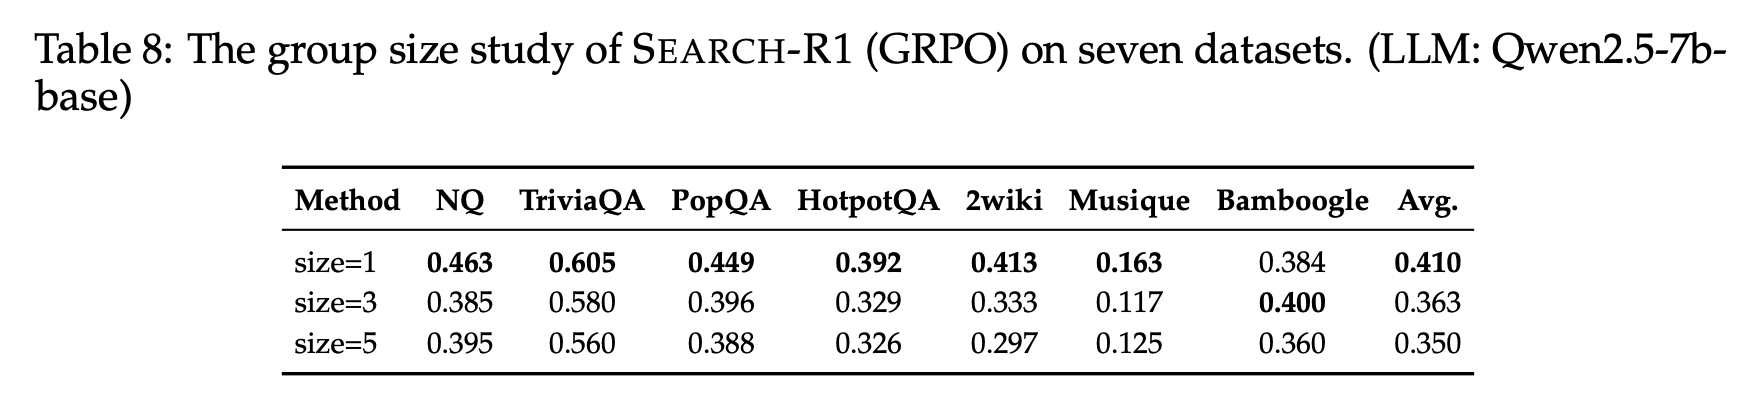 Table 8: The group size study of SEARCH-R1 (GRPO) on seven datasets. (LLM: Qwen2.5-7b-
base)
Method NQ TriviaQA PopQA HotpotQA 2wiki Musique Bamboogle Avg.
size=1 0.463 0.605 0.449 0.392 0.413 0.163 0.384 0.410
size=3 0.385 0.580 0.396 0.329 0.333 0.117 0.400 0.363
size=5 0.395 0.560 0.388 0.326 0.297 0.125 0.360 0.350